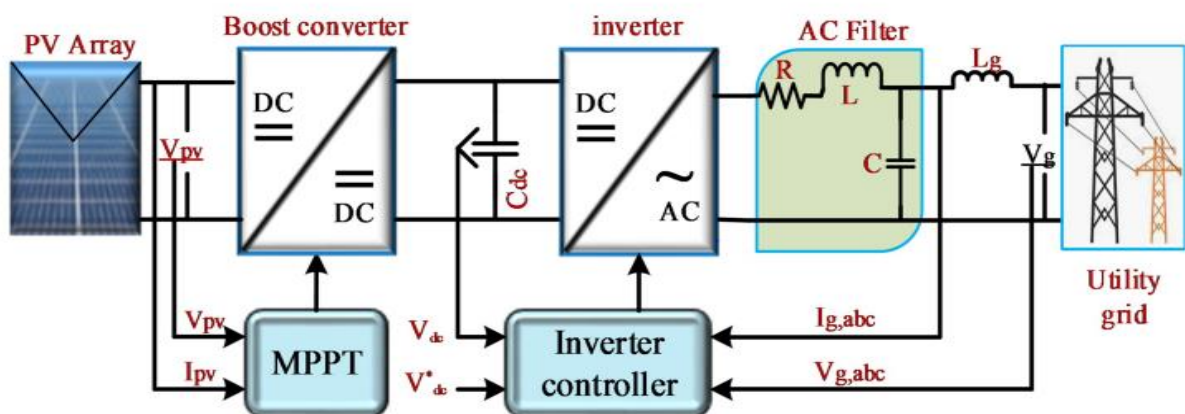 PV Array
Boost converter
inverter
AC Filter
DC
DC
Vpv
Cdc
DC
AC
R
L
C
Lg
Vg
Utility
grid
Vpv
Ipv
MPPT
Vdc
V*dc
Inverter
controller
Ig,abc
Vg,abc